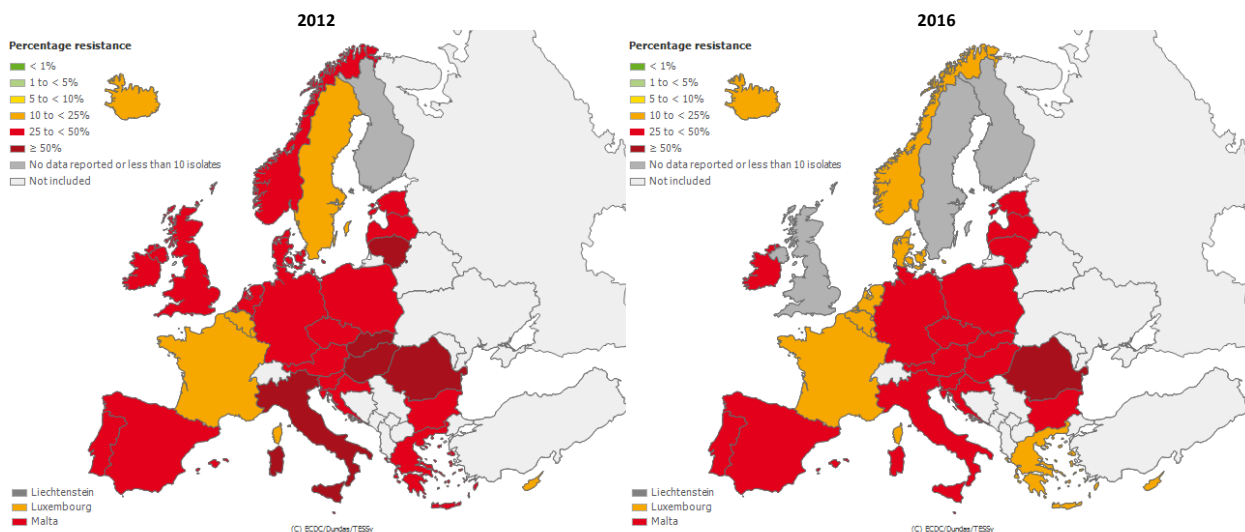 2012
Percentage resistance
< 1%
1 to < 5%
5 to < 10%
10 to < 25%
25 to < 50%
≥ 50%
No data reported or less than 10 isolates
Not included
Liechtenstein
Luxembourg
Malta
(C) ECDC/Dundas/TESSy
2016
Percentage resistance
< 1%
1 to < 5%
5 to < 10%
10 to < 25%
25 to < 50%
≥ 50%
No data reported or less than 10 isolates
Not included
Liechtenstein
Luxembourg
Malta
(C) ECDC/Dundas/TESSy